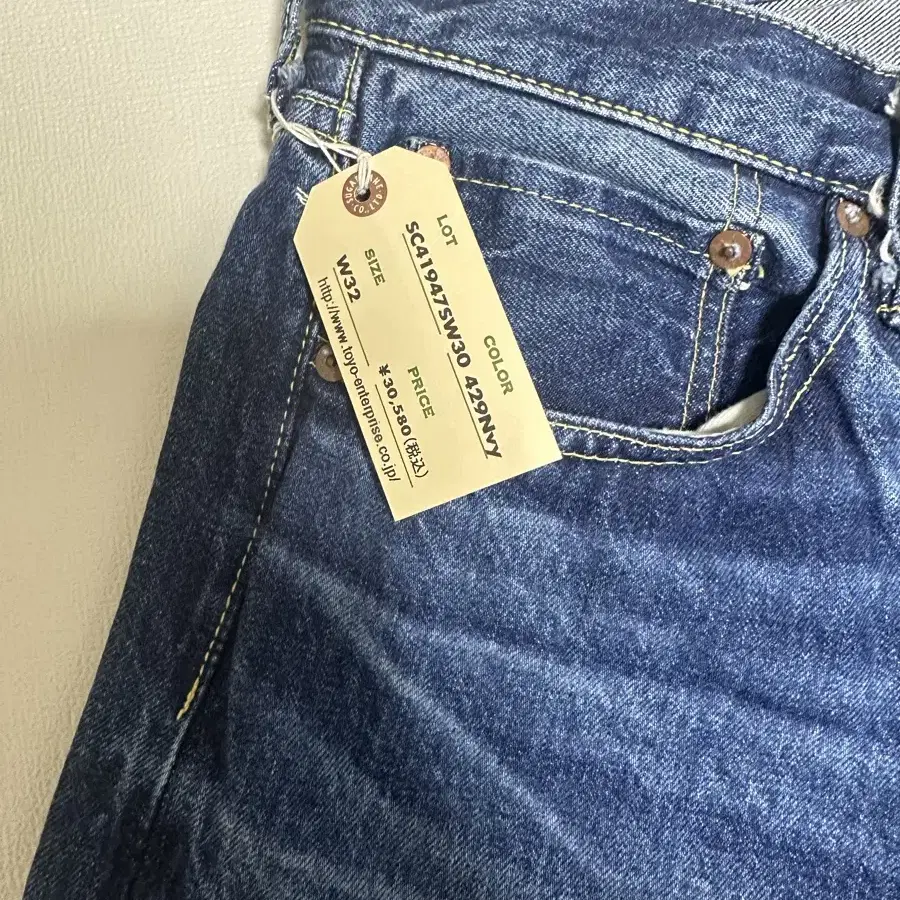 LOT
SC41947SW30
COLOR
429NvY
SIZE
W32
PRICE
¥30,580(税込)
http://www.toyo-enterprise.co.jp/